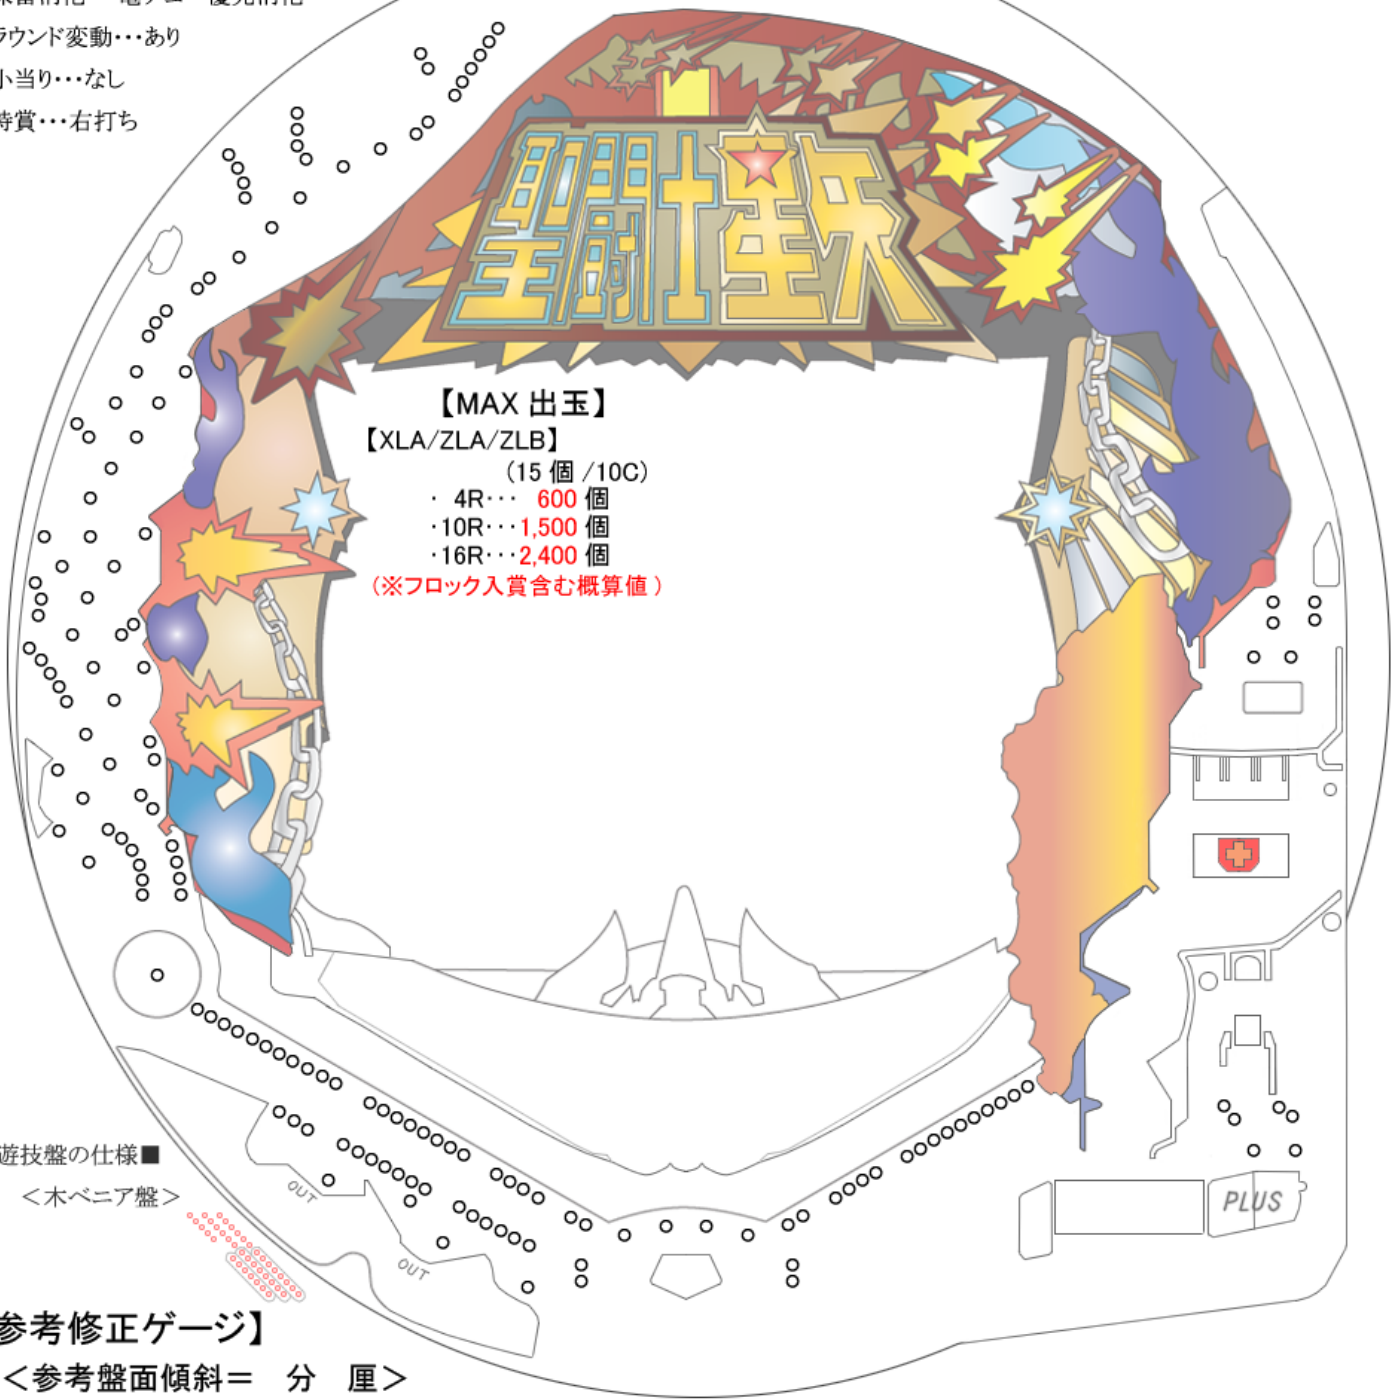 ラウンド変動･･･あり
小当り･･･なし
特賞･･･右打ち
聖闘士星矢
【MAX 出玉】
【XLA/ZLA/ZLB】
(15 個 /10C)
・ 4R･･･ 600 個
・10R･･･1,500 個
・16R･･･2,400 個
(※フロック入賞含む概算値 )
遊技盤の仕様■
＜木ベニア盤＞
OUT
OUT
PLUS
参考修正ゲージ】
＜参考盤面傾斜＝ 分 厘＞